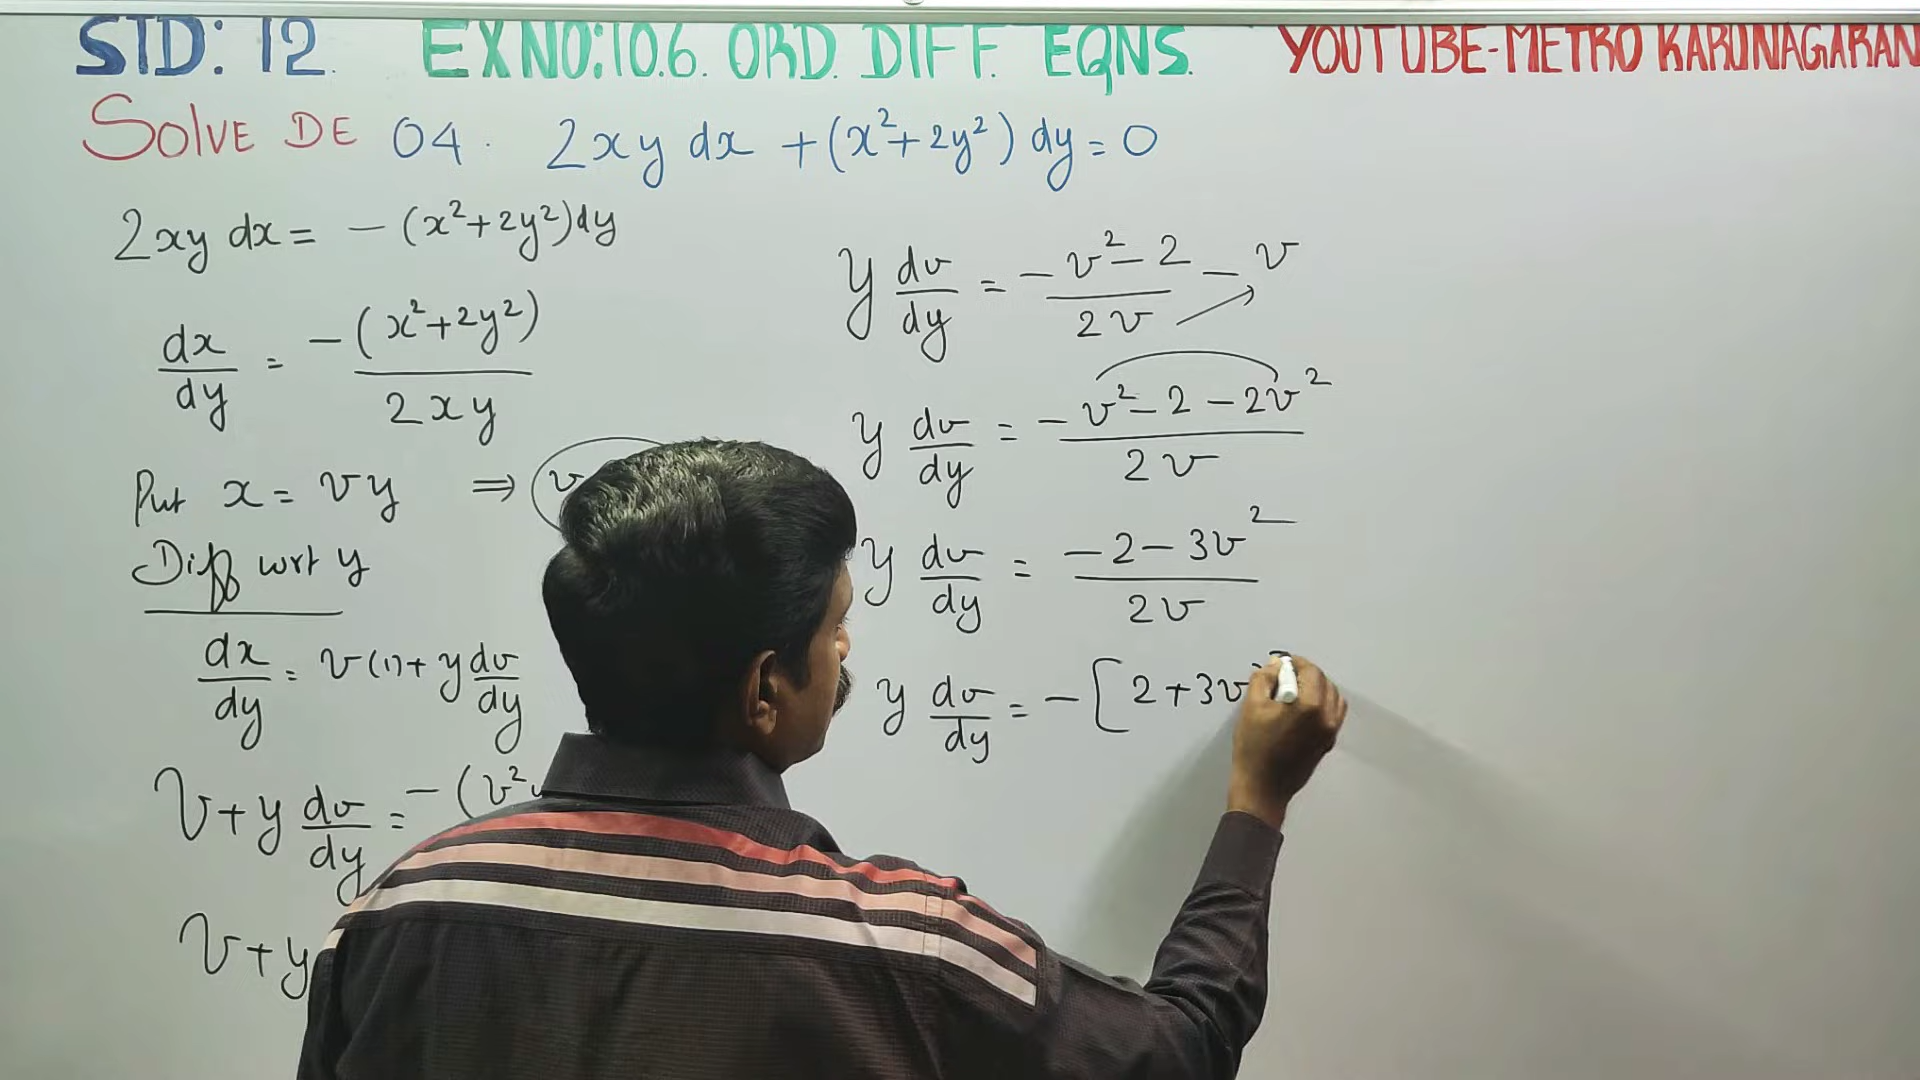 STD: 12. EX NO: 10.6. ORD. DIFF. EQNS. YOUTUBE-METRO KARUNAGARAN
SOLVE DE 04. 2xy dx + (x²+2y²) dy = 0
2xy dx = - (x²+2y²)dy
dx/dy = -(x²+2y²)/2xy
Put x = vy ⇒ v
Diff wrt y
dx/dy = v(1) + y dv/dy
v + y dv/dy = - (v²
v + y
y dv/dy = (-v² - 2)/2v - v
y dv/dy = (-v² - 2 - 2v²)/2v
y dv/dy = (-2 - 3v²)/2v
y dv/dy = - [2 + 3v